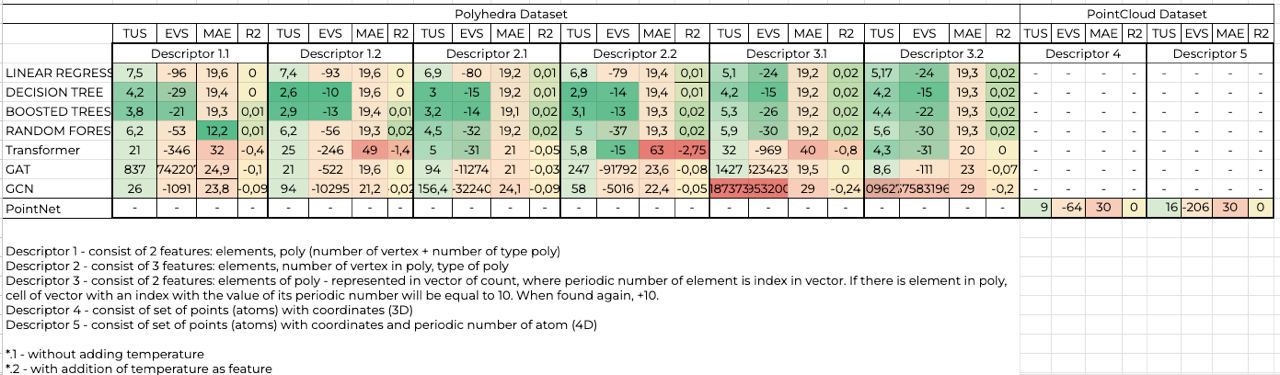 Polyhedra Dataset PointCloud Dataset
TUS EVS MAE R2 TUS EVS MAE R2 TUS EVS MAE R2 TUS EVS MAE R2 TUS EVS MAE R2 TUS EVS MAE R2 TUS EVS MAE R2 TUS EVS MAE R2
Descriptor 1.1 Descriptor 1.2 Descriptor 2.1 Descriptor 2.2 Descriptor 3.1 Descriptor 3.2 Descriptor 4 Descriptor 5
LINEAR REGRESS 7,5 -96 19,6 0 7,4 -93 19,6 0 6,9 -80 19,2 0,01 6,8 -79 19,4 0,01 5,1 -24 19,2 0,02 5,17 -24 19,3 0,02 - - - - - - - -
DECISION TREE 4,2 -29 19,4 0 2,6 -10 19,6 0 3 -15 19,2 0,01 2,9 -14 19,4 0,01 4,2 -15 19,2 0,02 4,2 -15 19,3 0,02 - - - - - - - -
BOOSTED TREES 3,8 -21 19,3 0,01 2,9 -13 19,4 0,01 3,2 -14 19,1 0,02 3,1 -13 19,3 0,02 5,3 -26 19,2 0,02 4,4 -22 19,3 0,02 - - - - - - - -
RANDOM FORES 6,2 -53 12,2 0,01 6,2 -56 19,3 0,02 4,5 -32 19,2 0,02 5 -37 19,3 0,02 5,9 -30 19,2 0,02 5,6 -30 19,3 0,02 - - - - - - - -
Transformer 21 -346 32 -0,4 25 -246 49 -1,4 5 -31 21 -0,05 5,8 -15 63 -2,75 32 -969 40 -0,8 4,3 -31 20 0 - - - - - - - -
GAT 837 74220 24,9 -0,1 21 -522 19,6 0 94 -11274 21 -0,03 247 -91792 23,6 -0,08 1427 523423 19,5 0 8,6 -111 23 -0,07 - - - - - - - -
GCN 26 -1091 23,8 -0,09 94 -10295 21,2 -0,02 156,4 -32240 24,1 -0,09 58 -5016 22,4 -0,05 187373 953200 29 -0,24 09627 7583196 29 -0,2 - - - - - - - -
PointNet - - - - - - - - - - - - - - - - - - - - - - - - 9 -64 30 0 16 -206 30 0
Descriptor 1 - consist of 2 features: elements, poly (number of vertex + number of type poly)
Descriptor 2 - consist of 3 features: elements, number of vertex in poly, type of poly
Descriptor 3 - consist of 2 features: elements of poly - represented in vector of count, where periodic number of element is index in vector. If there is element in poly,
cell of vector with an index with the value of its periodic number will be equal to 10. When found again, +10.
Descriptor 4 - consist of set of points (atoms) with coordinates (3D)
Descriptor 5 - consist of set of points (atoms) with coordinates and periodic number of atom (4D)
*.1 - without adding temperature
*.2 - with addition of temperature as feature